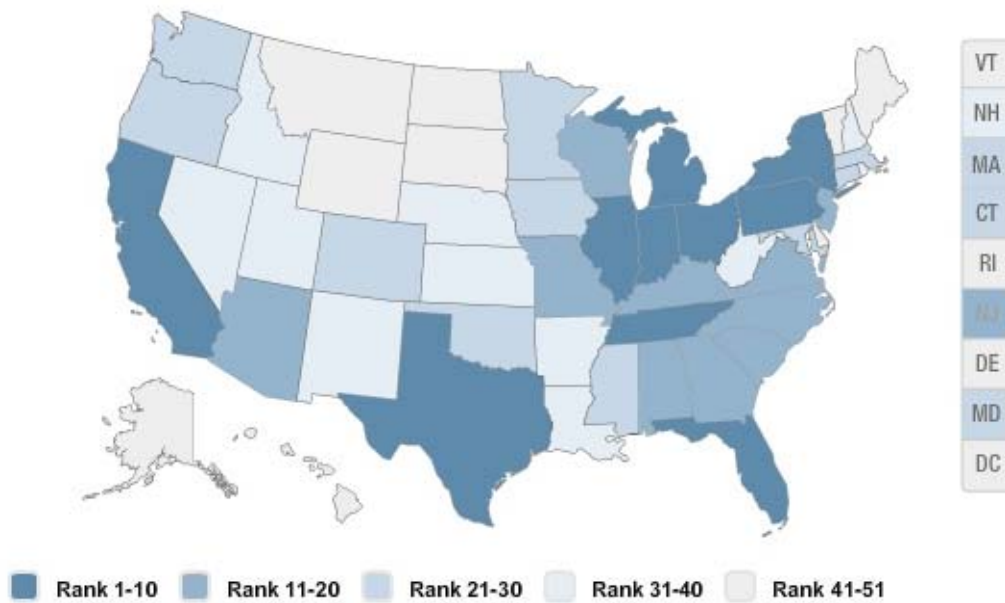 VT
NH
MA
CT
RI
NJ
DE
MD
DC
Rank 1-10 Rank 11-20 Rank 21-30 Rank 31-40 Rank 41-51